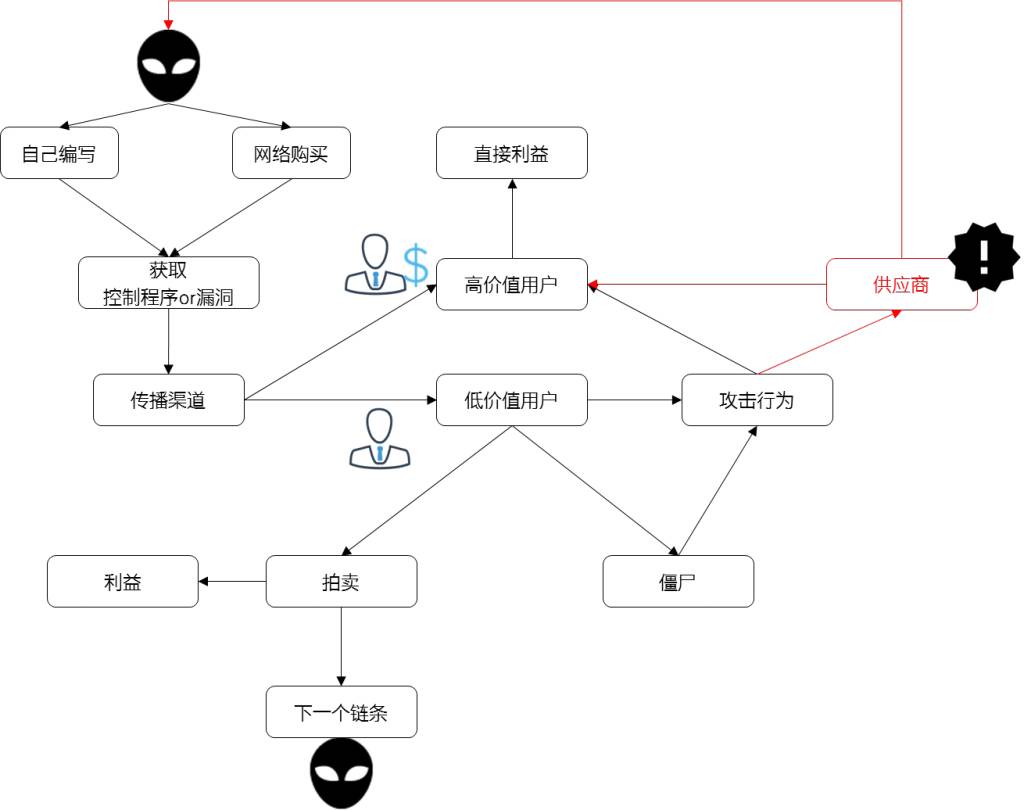 自己编写
网络购买
直接利益
获取
控制程序or漏洞
$
高价值用户
供应商
!
传播渠道
低价值用户
攻击行为
利益
拍卖
僵尸
下一个链条